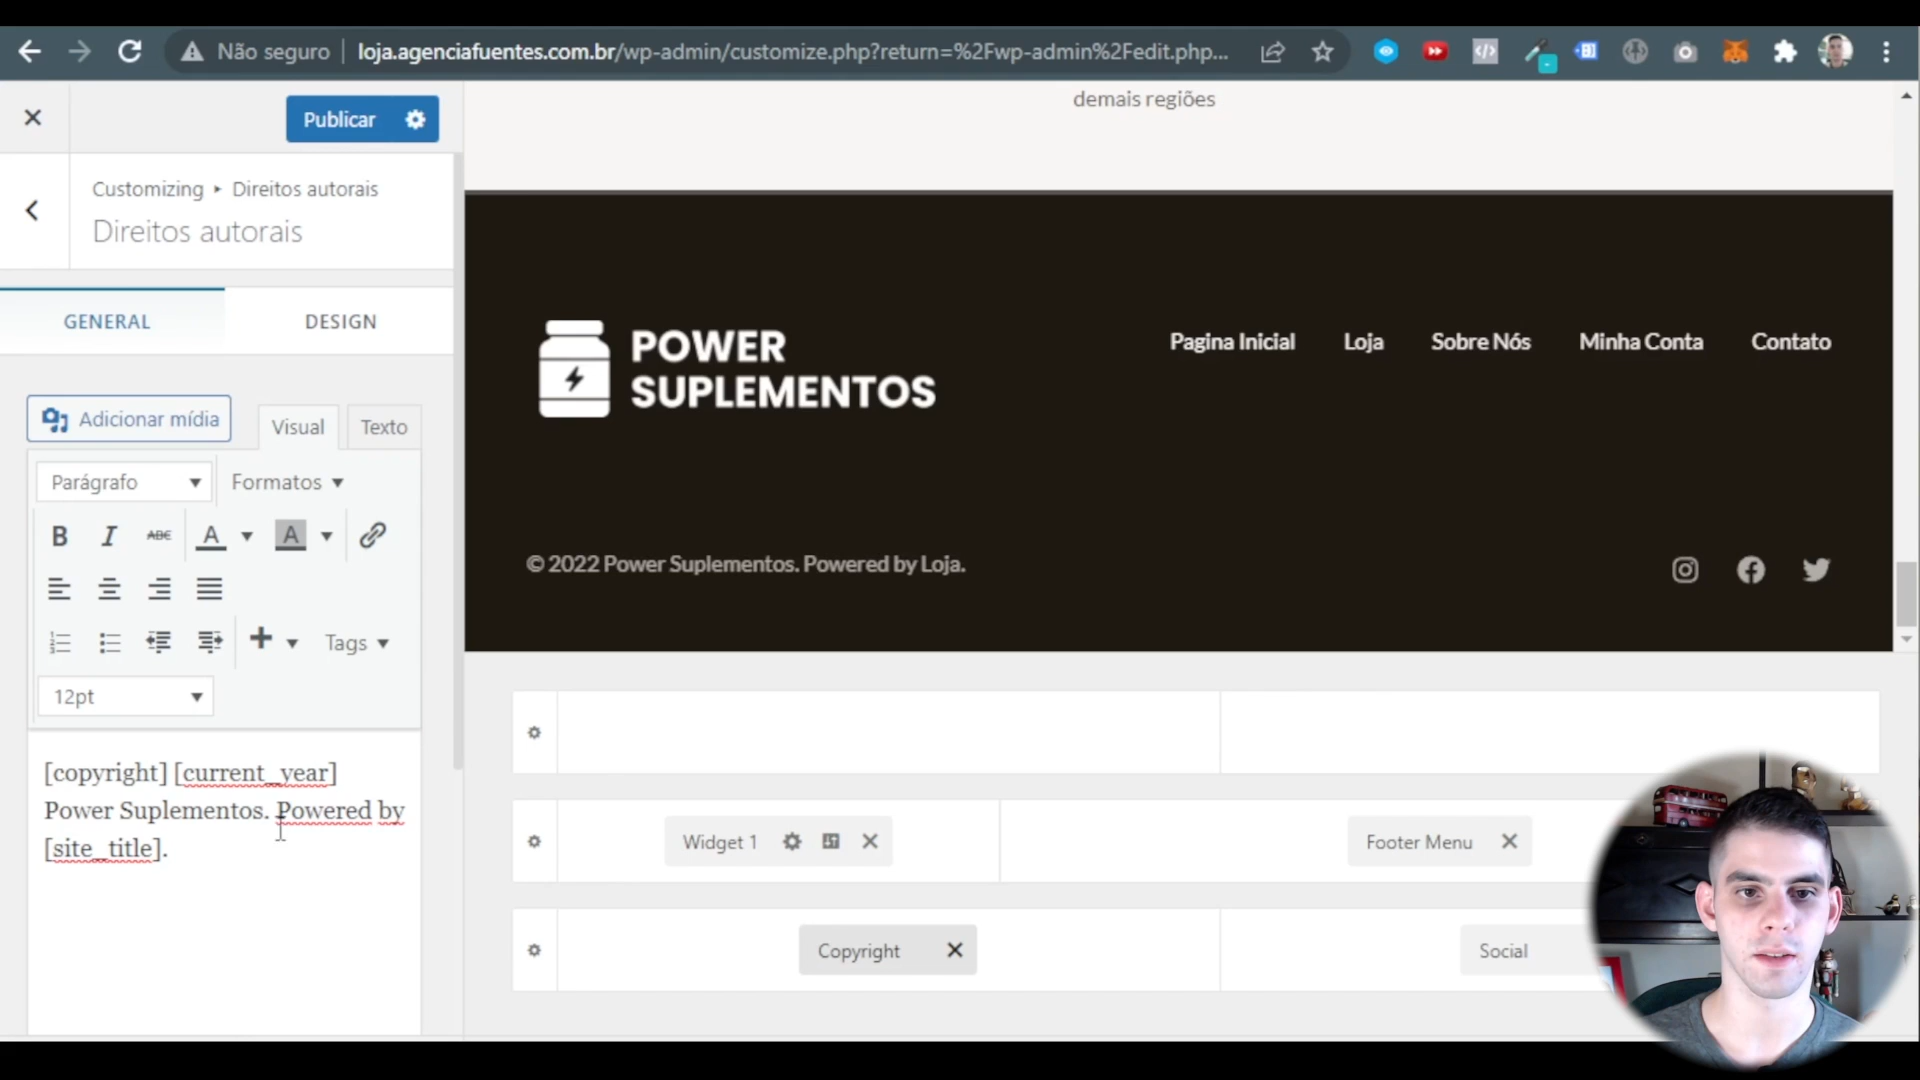 Não seguro
loja.agenciafuentes.com.br/wp-admin/customize.php?return=%2Fwp-admin%2Fedit.php...
Publicar
Customizing ▸ Direitos autorais
Direitos autorais
GENERAL
DESIGN
Adicionar mídia
Visual
Texto
Parágrafo
Formatos
B I ABC A A
Tags
12pt
[copyright] [current_year]
Power Suplementos. Powered by
[site_title].
demais regiões
POWER
SUPLEMENTOS
Pagina Inicial
Loja
Sobre Nós
Minha Conta
Contato
© 2022 Power Suplementos. Powered by Loja.
Widget 1
Footer Menu
Copyright
Social